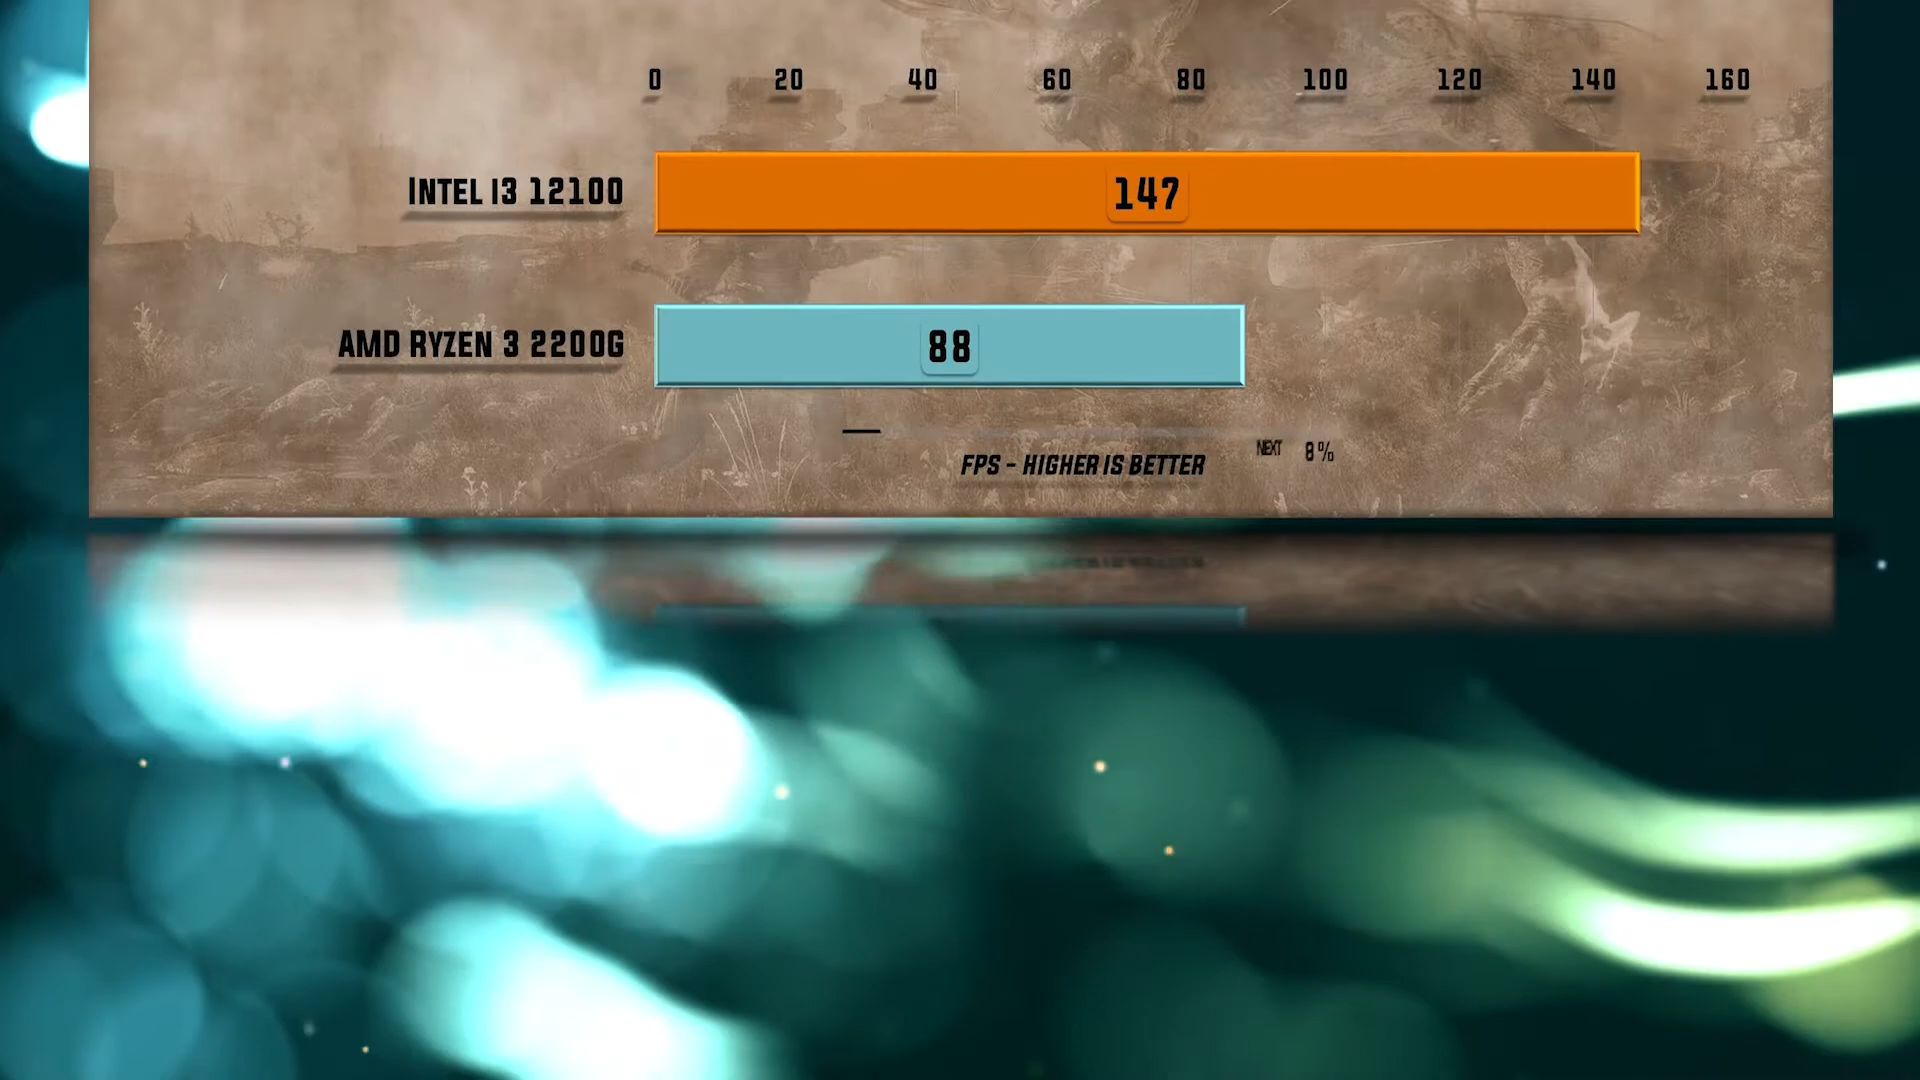 0 20 40 60 80 100 120 140 160
INTEL I3 12100 147
AMD RYZEN 3 2200G 88
NEXT 8%
FPS - HIGHER IS BETTER